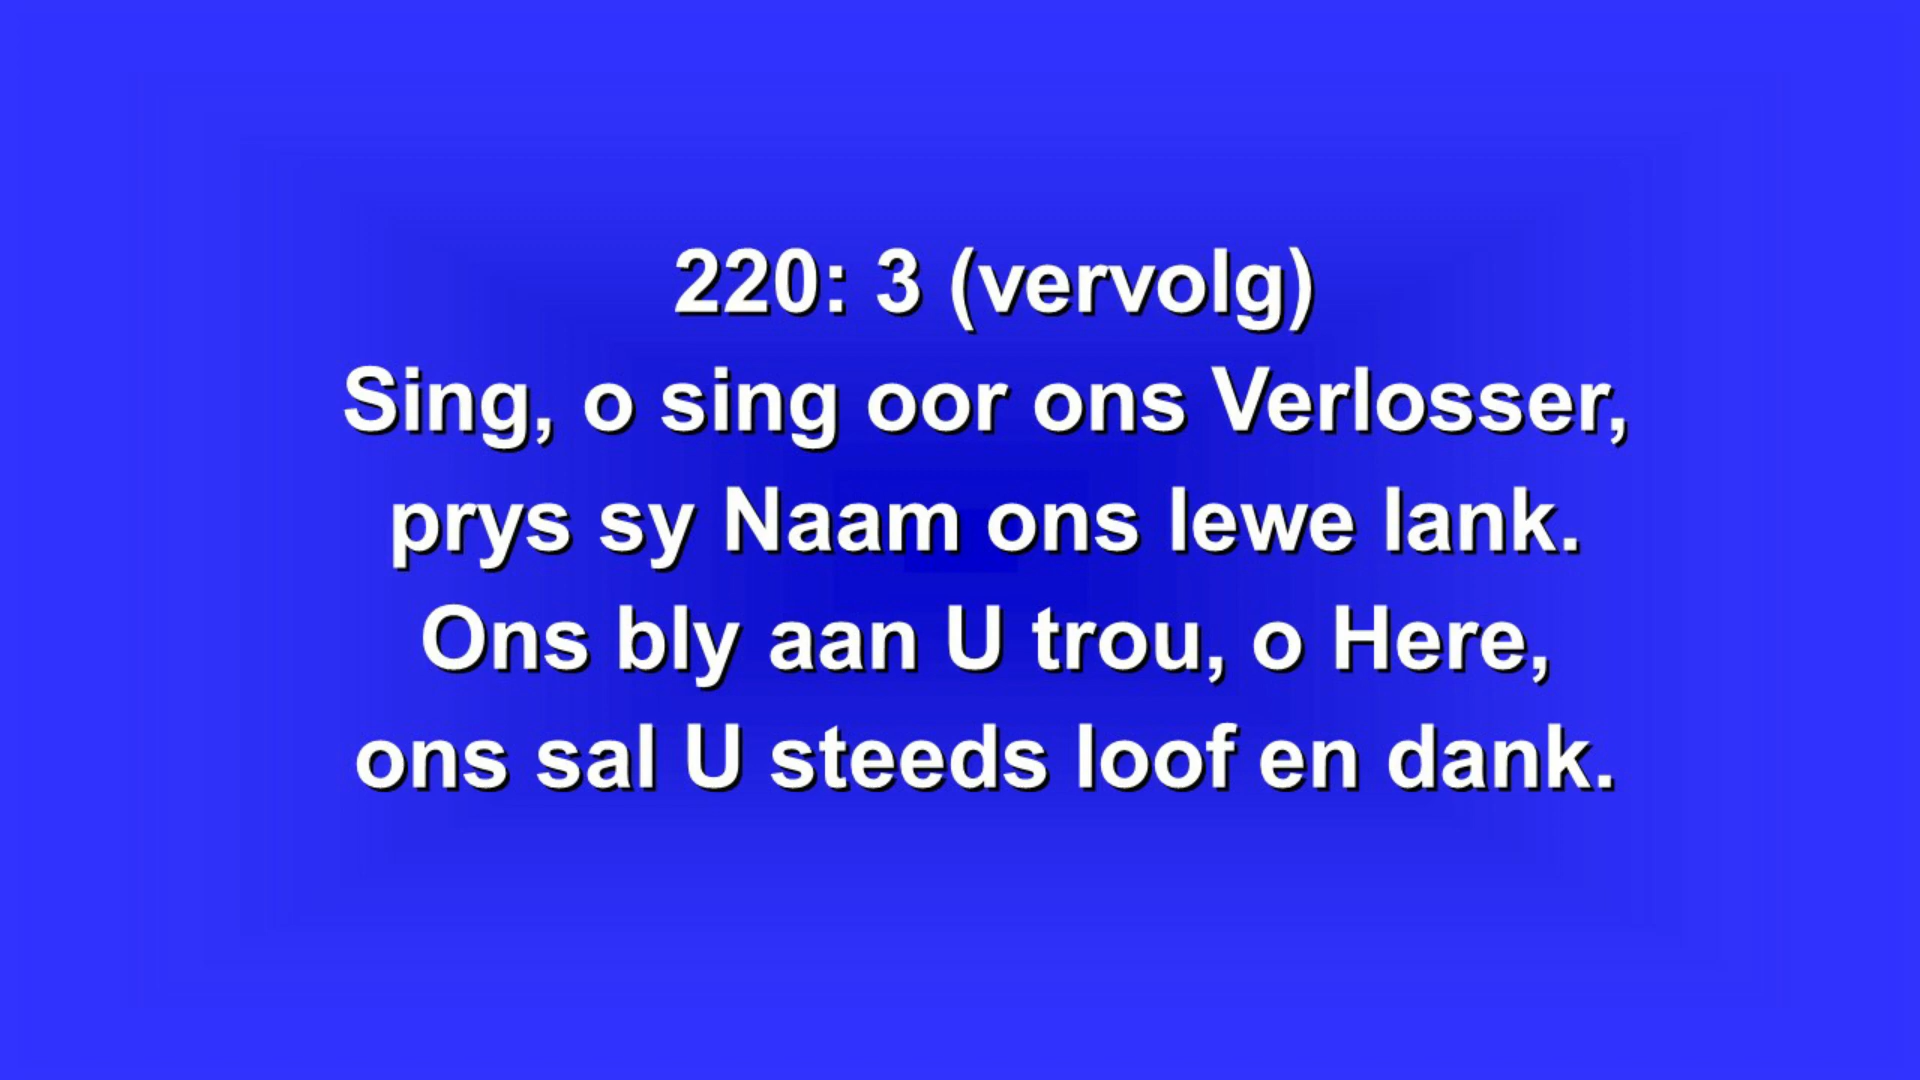 220: 3 (vervolg)
Sing, o sing oor ons Verlosser,
prys sy Naam ons lewe lank.
Ons bly aan U trou, o Here,
ons sal U steeds loof en dank.